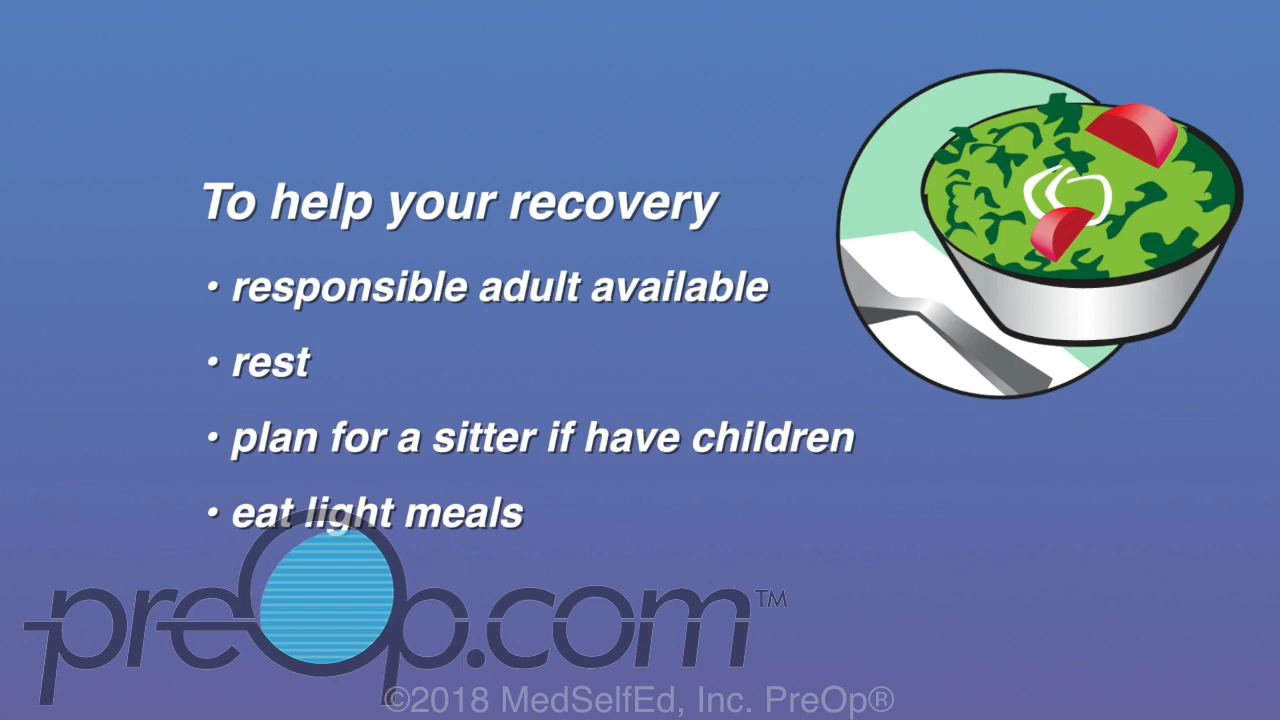 To help your recovery
• responsible adult available
• rest
• plan for a sitter if have children
• eat light meals
preOp.com™
©2018 MedSelfEd, Inc. PreOp®